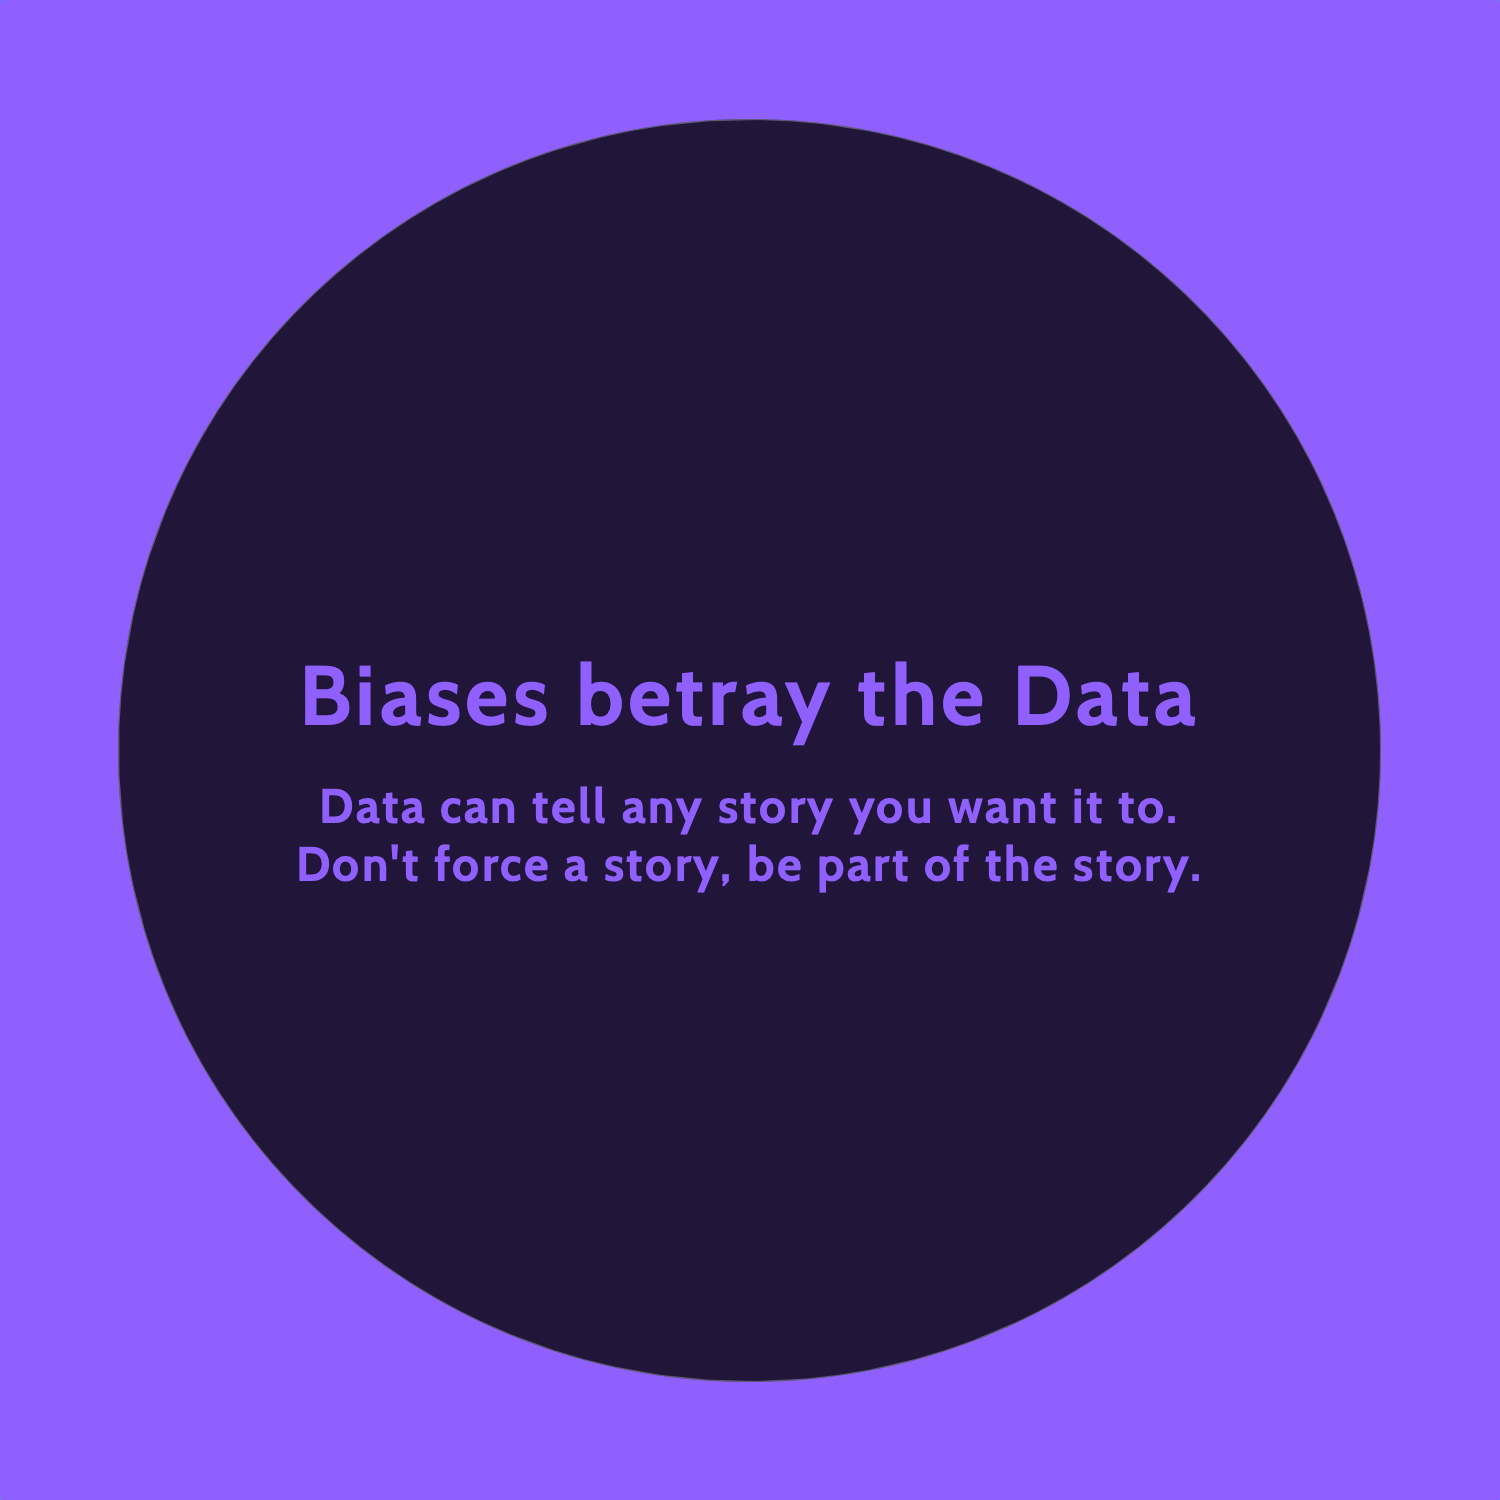 Biases betray the Data
Data can tell any story you want it to.
Don't force a story, be part of the story.